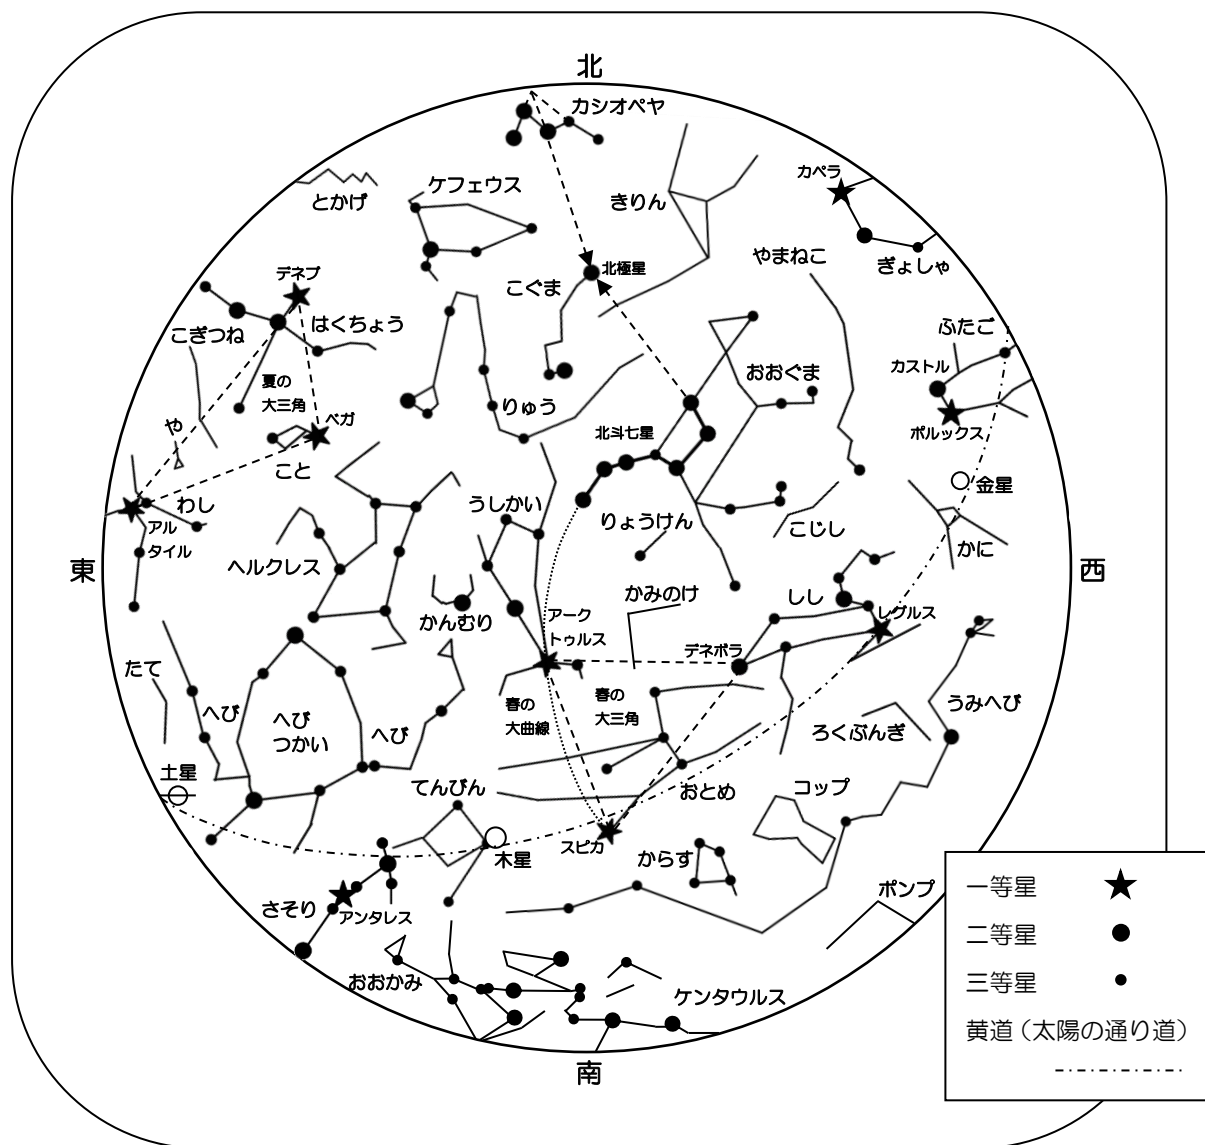 北
カシオペヤ
カペラ
ケフェウス
とかげ
きりん
やまねこ
ぎょしゃ
デネブ
北極星
こぐま
はくちょう
こぎつね
ふたご
カストル
おおぐま
夏の
大三角
りゅう
や
ベガ
北斗七星
ポルックス
こと
金星
わし
うしかい
りょうけん
こじし
アル
タイル
かに
東
ヘルクレス
西
かみのけ
しし
レグルス
かんむり
アーク
トゥルス
デネボラ
たて
春の
大曲線
春の
大三角
うみへび
へび
へび
つかい
へび
ろくぶんぎ
土星
てんびん
おとめ
コップ
スピカ
木星
からす
さそり
アンタレス
ポンプ
おおかみ
ケンタウルス
南
一等星
二等星
三等星
黄道（太陽の通り道）